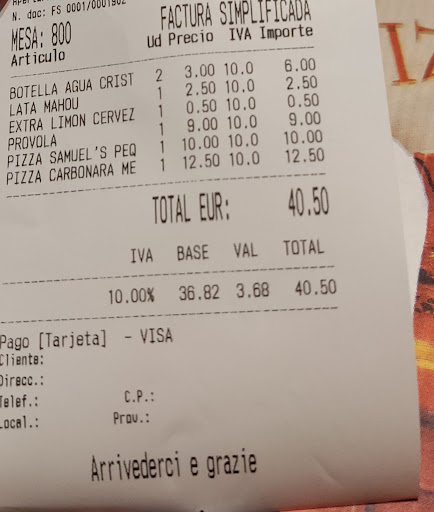 N. doc: FS 0001/0001802
FACTURA SIMPLIFICADA
MESA: 800
Articulo Ud Precio IVA Importe
BOTELLA AGUA CRIST 2 3.00 10.0 6.00
LATA MAHOU 1 2.50 10.0 2.50
EXTRA LIMON CERVEZ 1 0.50 10.0 0.50
PROVOLA 1 9.00 10.0 9.00
PIZZA SAMUEL'S PEQ 1 10.00 10.0 10.00
PIZZA CARBONARA ME 1 12.50 10.0 12.50
TOTAL EUR: 40.50
IVA BASE VAL TOTAL
10.00% 36.82 3.68 40.50
Pago [Tarjeta] - VISA
Cliente:
Direcc.:
Telef.: C.P.:
Local.: Prov.:
Arrivederci e grazie